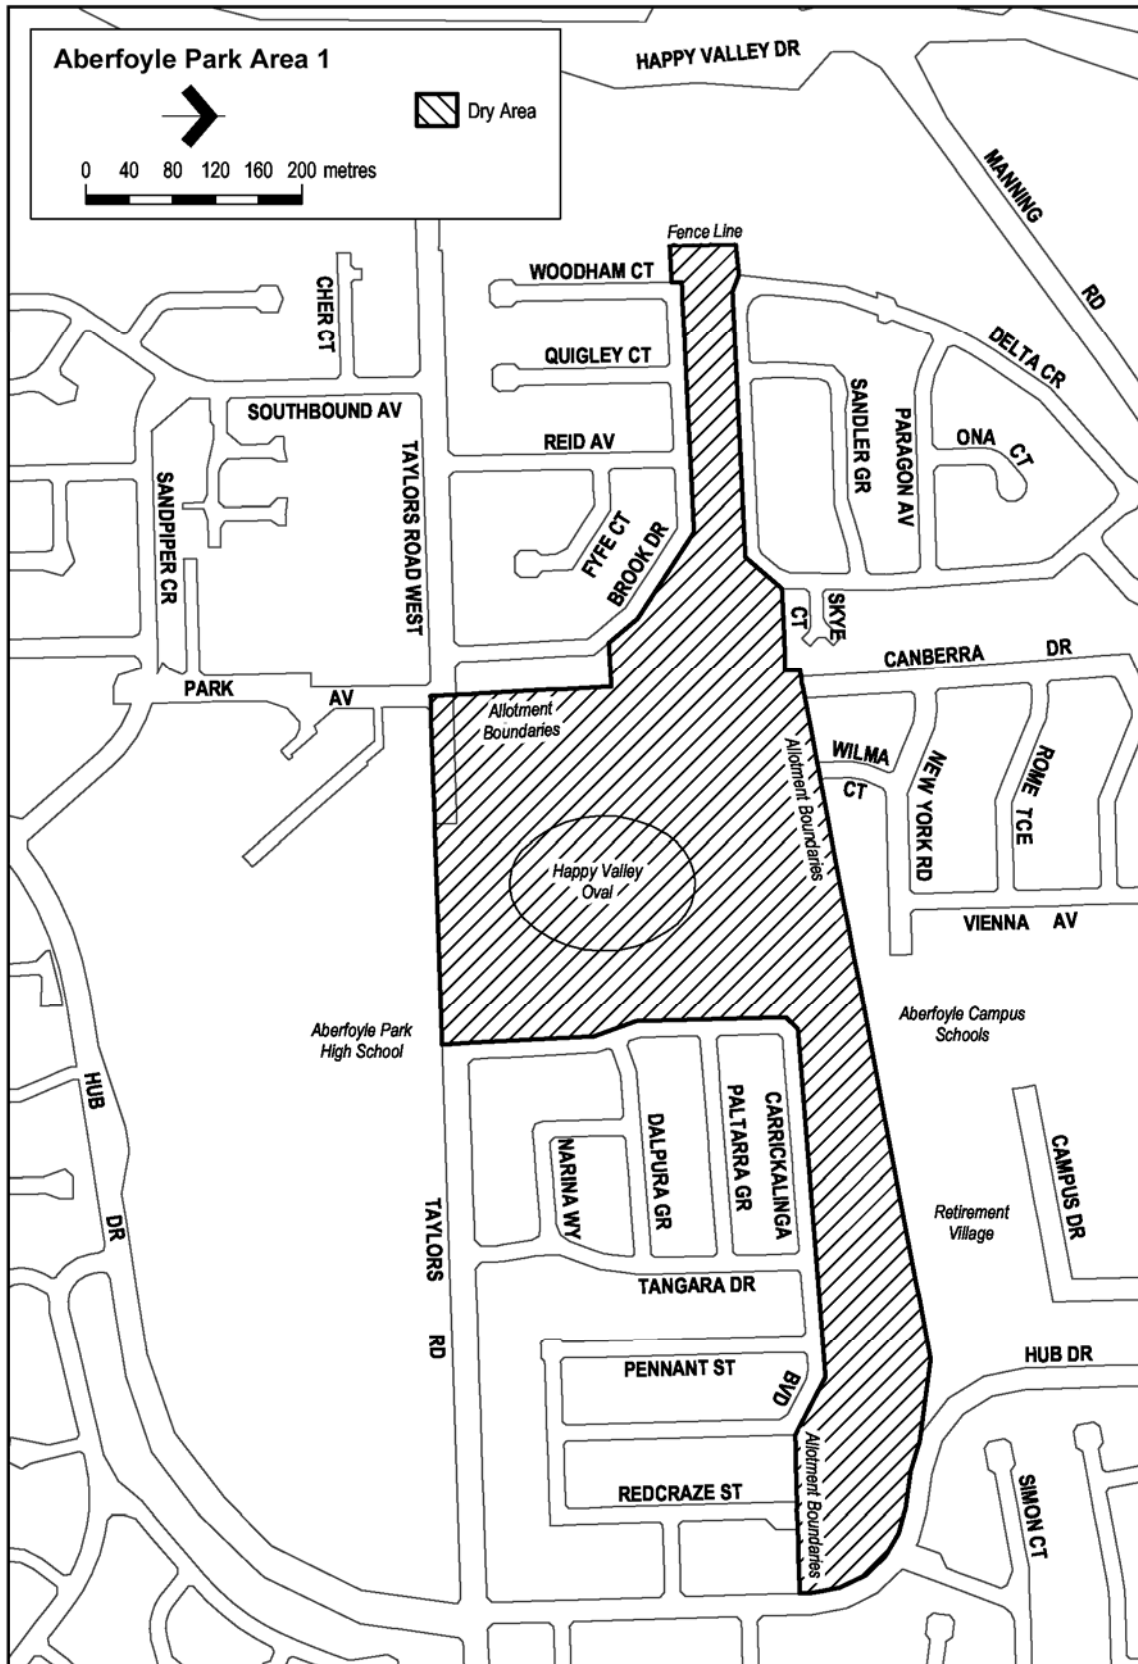 Aberfoyle Park Area 1
Dry Area
0 40 80 120 160 200 metres
HAPPY VALLEY DR
MANNING
RD
Fence Line
WOODHAM CT
CHER CT
QUIGLEY CT
DELTA CR
SOUTHBOUND AV
TAYLORS ROAD WEST
REID AV
SANDLER GR
PARAGON AV
ONA CT
SANDPIPER CR
FYFE CT
BROOK DR
SKYE
CT
CANBERRA DR
PARK AV
Allotment
Boundaries
Allotment Boundaries
WILMA
CT
NEW YORK RD
ROME TCE
Happy Valley
Oval
VIENNA AV
Aberfoyle Park
High School
Aberfoyle Campus
Schools
HUB
DR
NARINA WY
DALPURA GR
PALTARRA GR
CARRICKALINGA
CAMPUS DR
TAYLORS
RD
Retirement
Village
TANGARA DR
PENNANT ST
BVD
HUB DR
Allotment Boundaries
REDCRAZE ST
SIMON CT